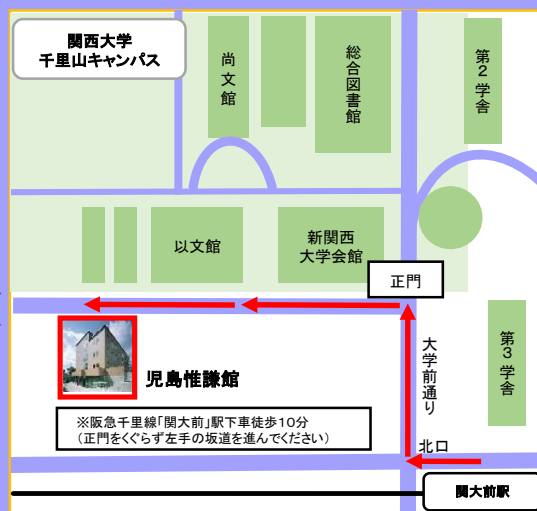 関西大学
千里山キャンパス
尚文館
総合図書館
第２学舎
以文館
新関西
大学会館
正門
第３学舎
大学前通り
児島惟謙館
※阪急千里線「関大前」駅下車徒歩１０分
（正門をくぐらず左手の坂道を進んでください）
北口
関大前駅